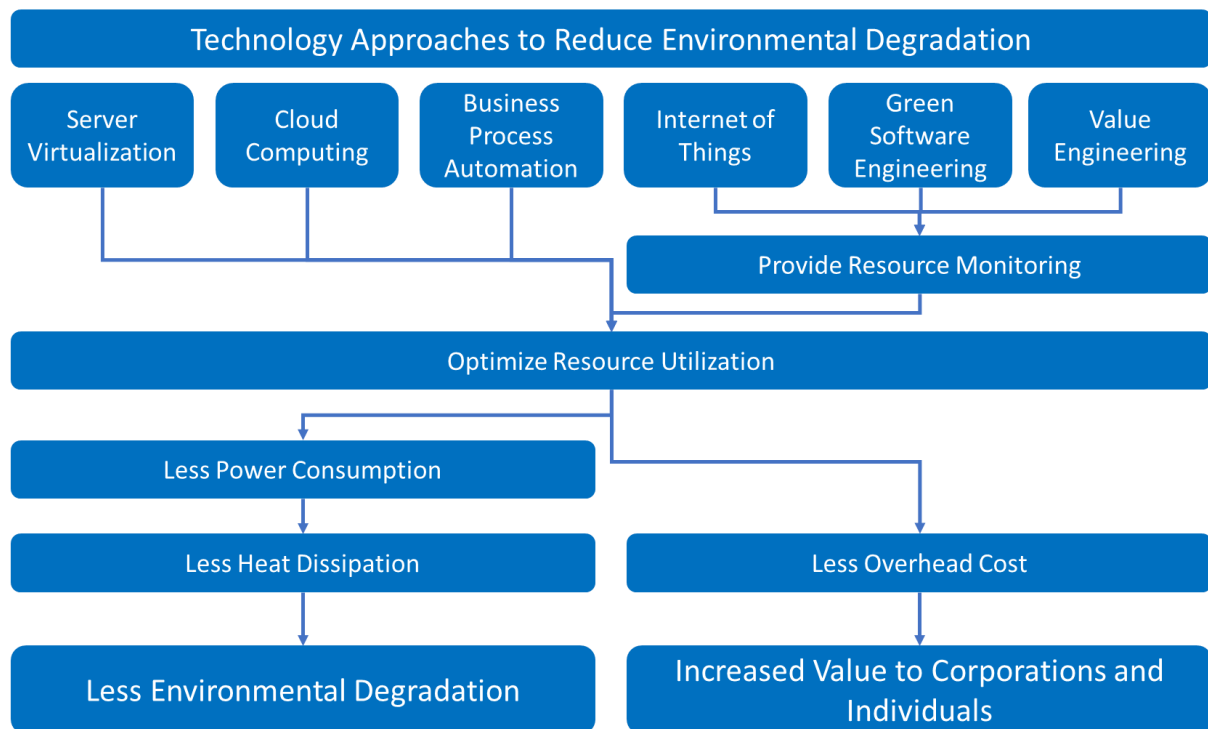 Technology Approaches to Reduce Environmental Degradation
Server
Virtualization
Cloud
Computing
Business
Process
Automation
Internet of
Things
Green
Software
Engineering
Value
Engineering
Provide Resource Monitoring
Optimize Resource Utilization
Less Power Consumption
Less Heat Dissipation
Less Overhead Cost
Less Environmental Degradation
Increased Value to Corporations and
Individuals